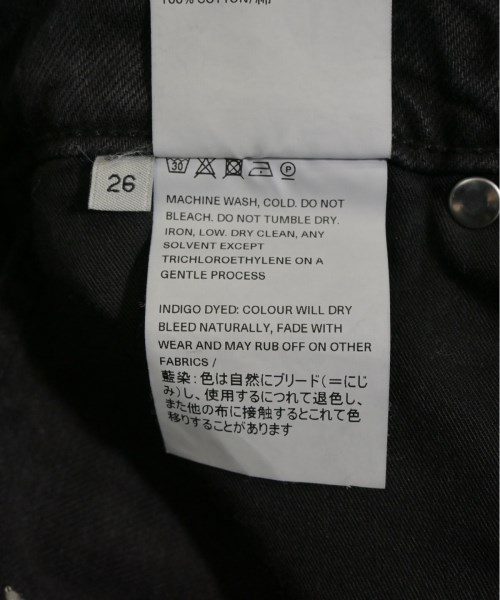 100% COTTON/綿
30 P
26
MACHINE WASH, COLD. DO NOT
BLEACH. DO NOT TUMBLE DRY.
IRON, LOW. DRY CLEAN, ANY
SOLVENT EXCEPT
TRICHLOROETHYLENE ON A
GENTLE PROCESS
INDIGO DYED: COLOUR WILL DRY
BLEED NATURALLY, FADE WITH
WEAR AND MAY RUB OFF ON OTHER
FABRICS /
藍染：色は自然にブリード(＝にじ
み)し、使用するにつれて退色し、
また他の布に接触するとこれて色
移りすることがあります